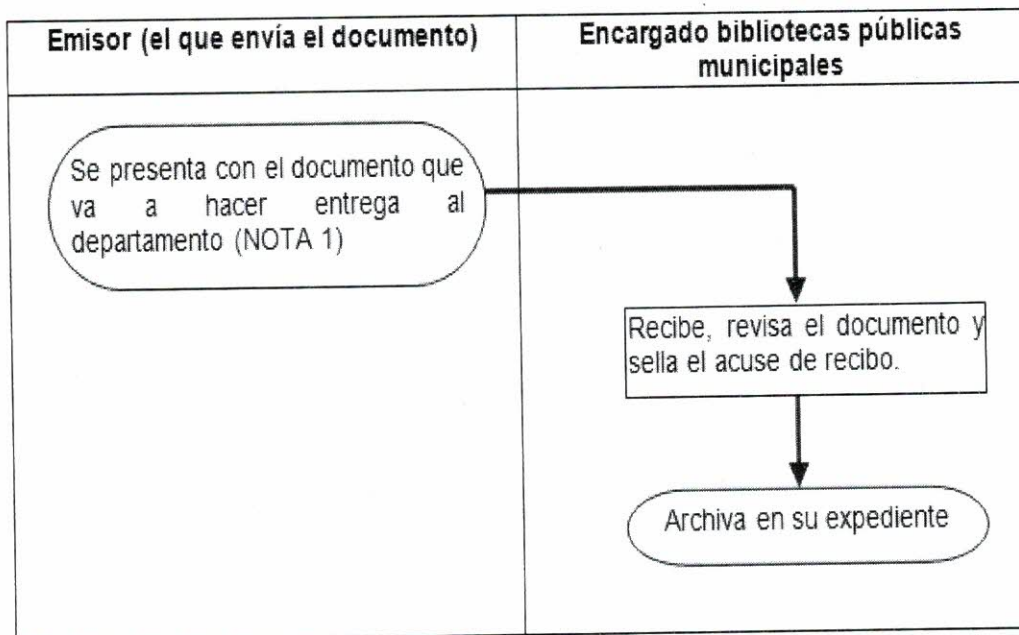 Emisor (el que envía el documento)
Encargado bibliotecas públicas
municipales
Se presenta con el documento que
va a hacer entrega al
departamento (NOTA 1)
Recibe, revisa el documento y
sella el acuse de recibo.
Archiva en su expediente